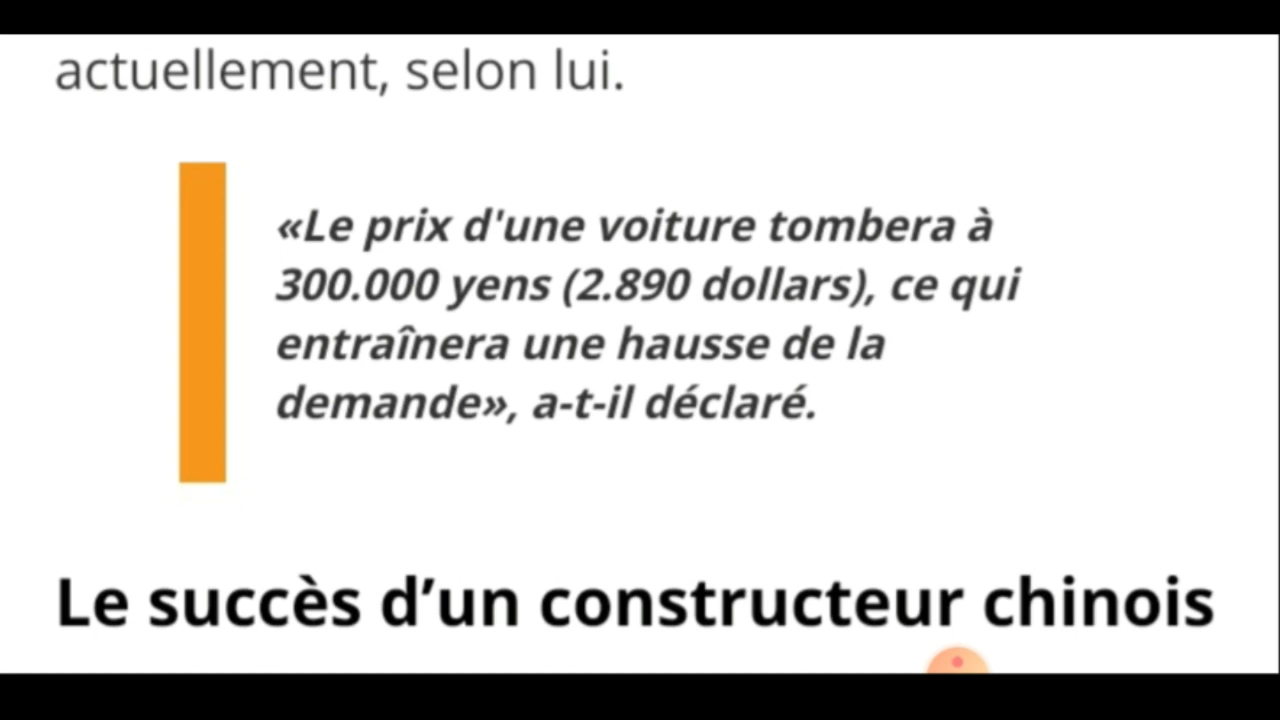 actuellement, selon lui.
«Le prix d'une voiture tombera à
300.000 yens (2.890 dollars), ce qui
entraînera une hausse de la
demande», a-t-il déclaré.
Le succès d’un constructeur chinois